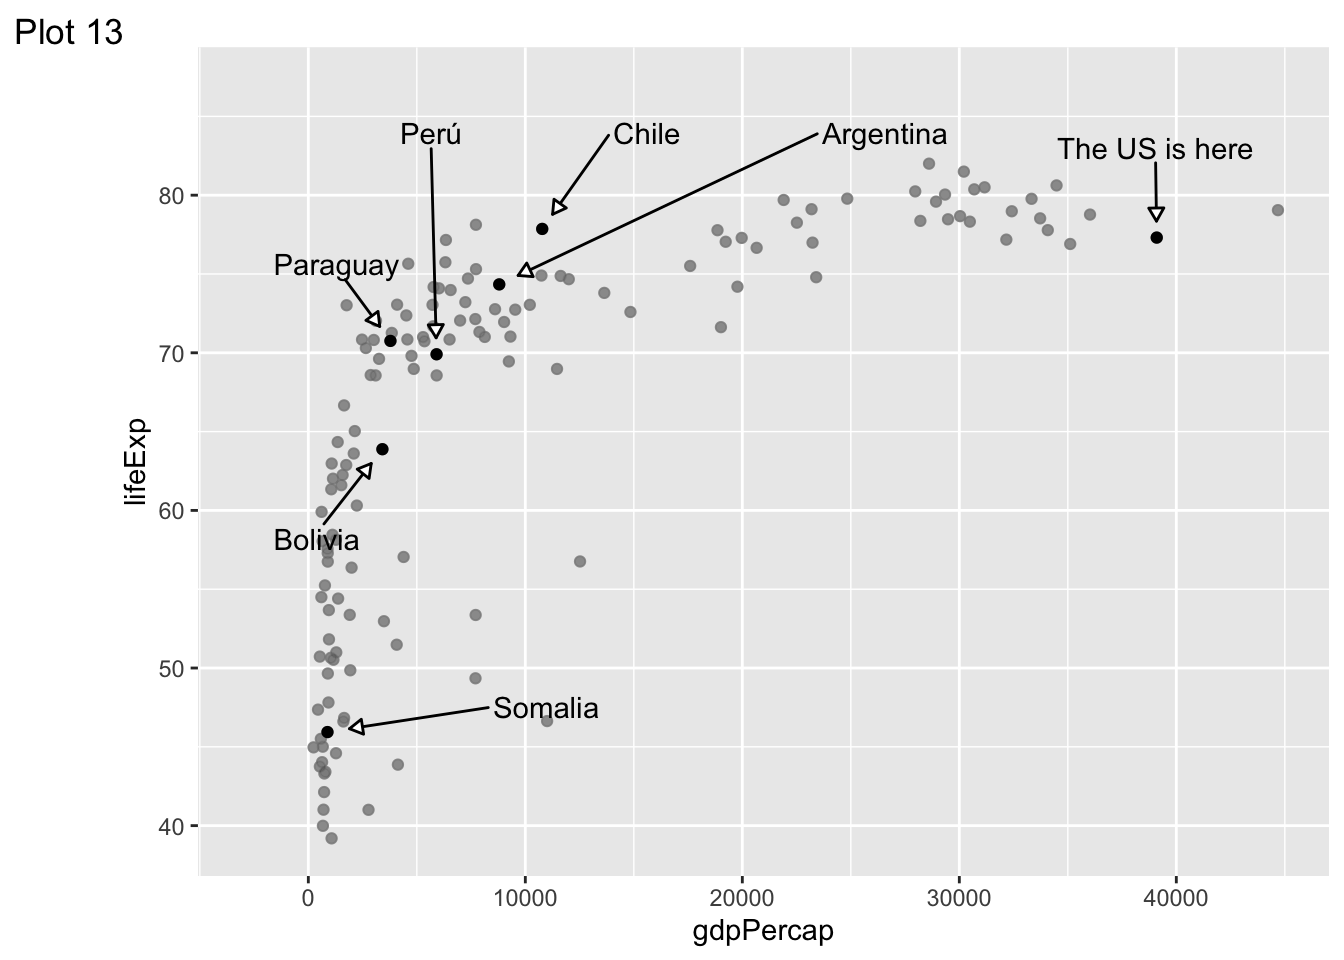 Plot 13
Perú
Chile
Argentina
The US is here
Paraguay
Bolivia
Somalia
80
70
60
50
40
lifeExp
0
10000
20000
30000
40000
gdpPercap